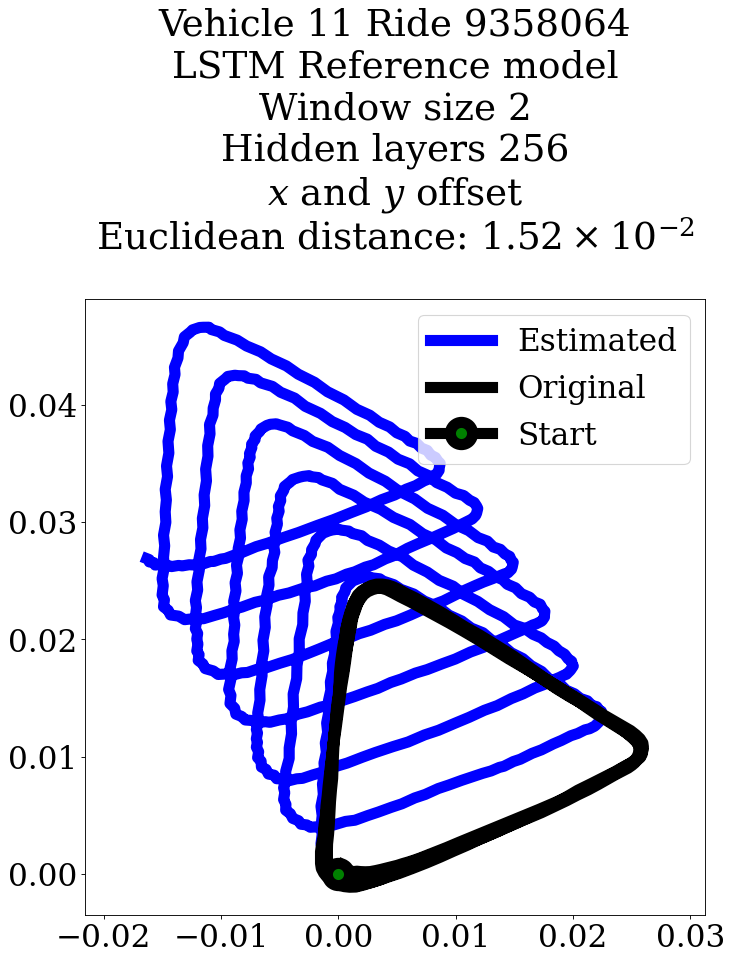 Vehicle 11 Ride 9358064
LSTM Reference model
Window size 2
Hidden layers 256
x and y offset
Euclidean distance: 1.52 × 10⁻²
Estimated
Original
Start
0.04
0.03
0.02
0.01
0.00
−0.02 −0.01 0.00 0.01 0.02 0.03